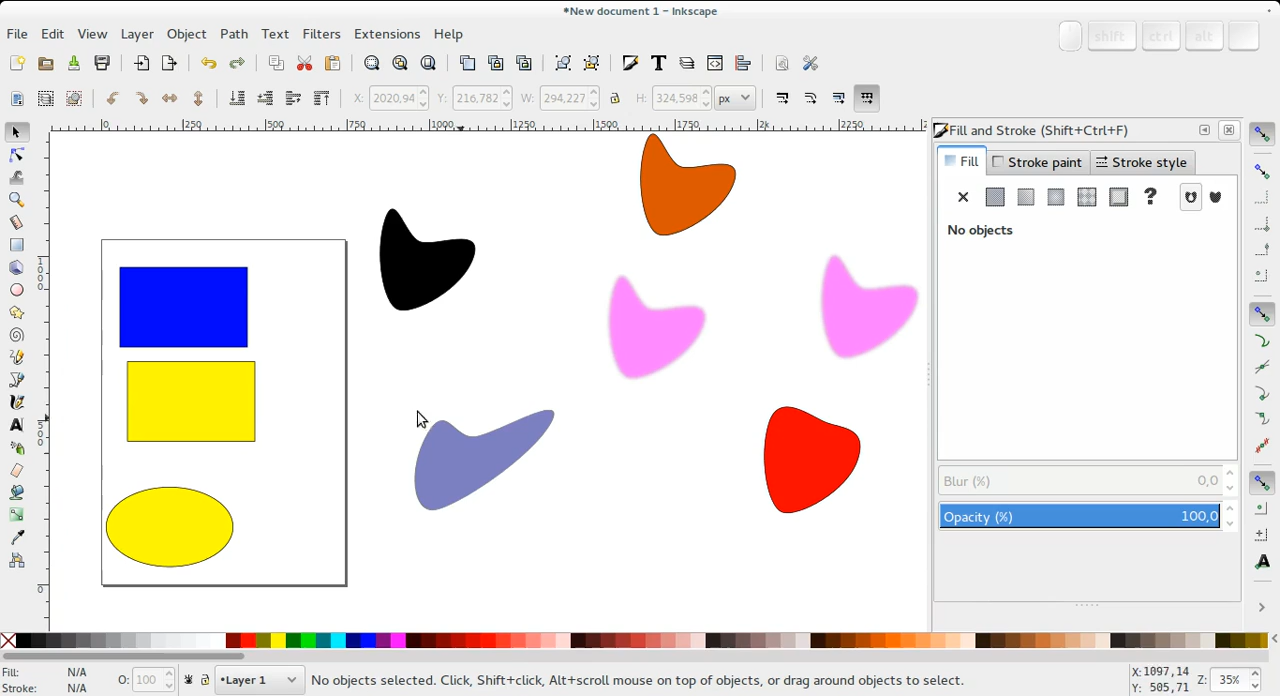 *New document 1 - Inkscape
File Edit View Layer Object Path Text Filters Extensions Help
shift ctrl alt
X: 2020,94 Y: 216,782 W: 294,227 H: 324,598 px
0 250 500 750 1000 1250 1500 1750 2k 2250
Fill and Stroke (Shift+Ctrl+F)
Fill Stroke paint Stroke style
?
No objects
1000
500
0
Blur (%) 0,0
Opacity (%) 100,0
Fill: N/A
Stroke: N/A
O: 100
•Layer 1
No objects selected. Click, Shift+click, Alt+scroll mouse on top of objects, or drag around objects to select.
X:1097,14
Y: 505,71
Z: 35%